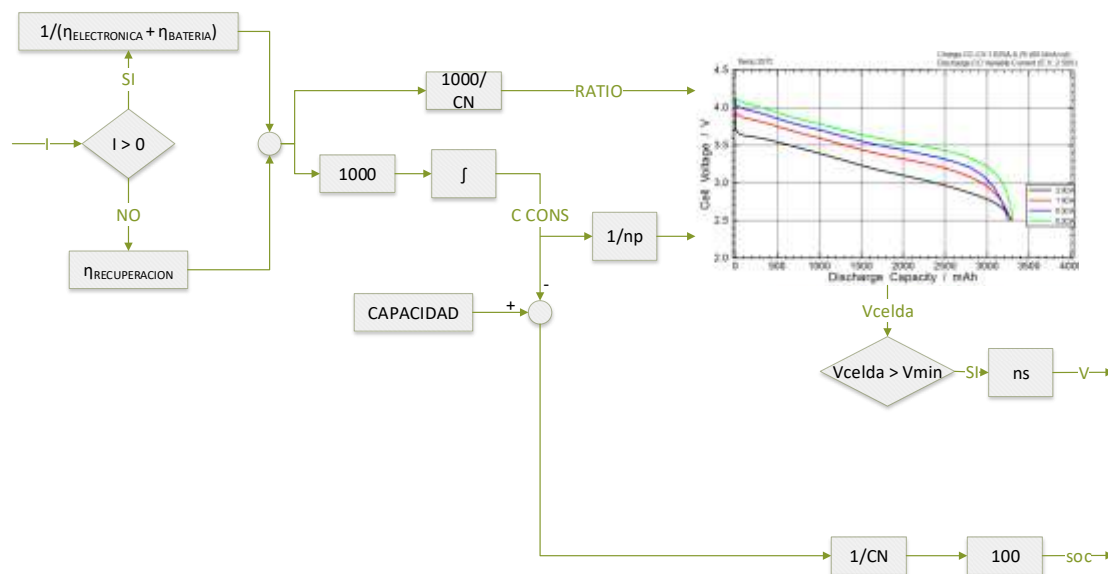 1/(ηELECTRONICA + ηBATERIA)
SI
I
I > 0
NO
ηRECUPERACION
1000/
CN
RATIO
1000
∫
C CONS
1/np
-
CAPACIDAD
+
Cell Voltage / V
4.5
4.0
3.5
3.0
2.5
2.0
0
500
1000
1500
2000
2500
3000
3500
Discharge Capacity / mAh
Vcelda
Vcelda > Vmin
SI
ns
V
1/CN
100
SOC